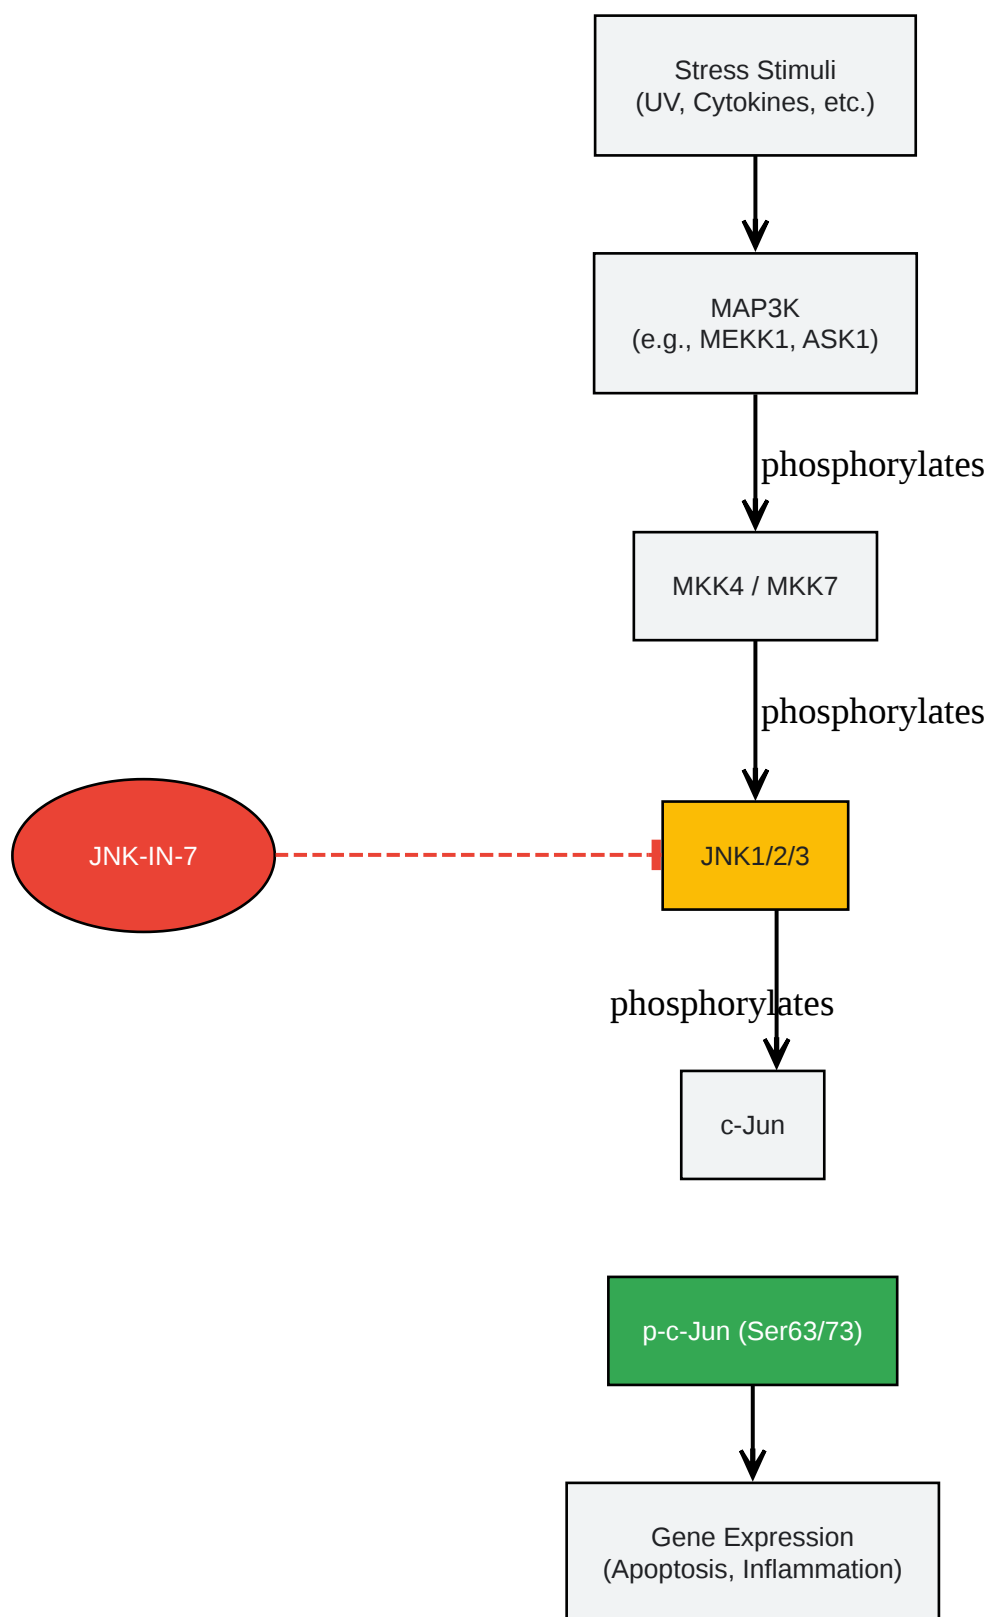 Stress Stimuli
(UV, Cytokines, etc.)
MAP3K
(e.g., MEKK1, ASK1)
phosphorylates
MKK4 / MKK7
phosphorylates
JNK-IN-7
JNK1/2/3
phosphorylates
c-Jun
p-c-Jun (Ser63/73)
Gene Expression
(Apoptosis, Inflammation)